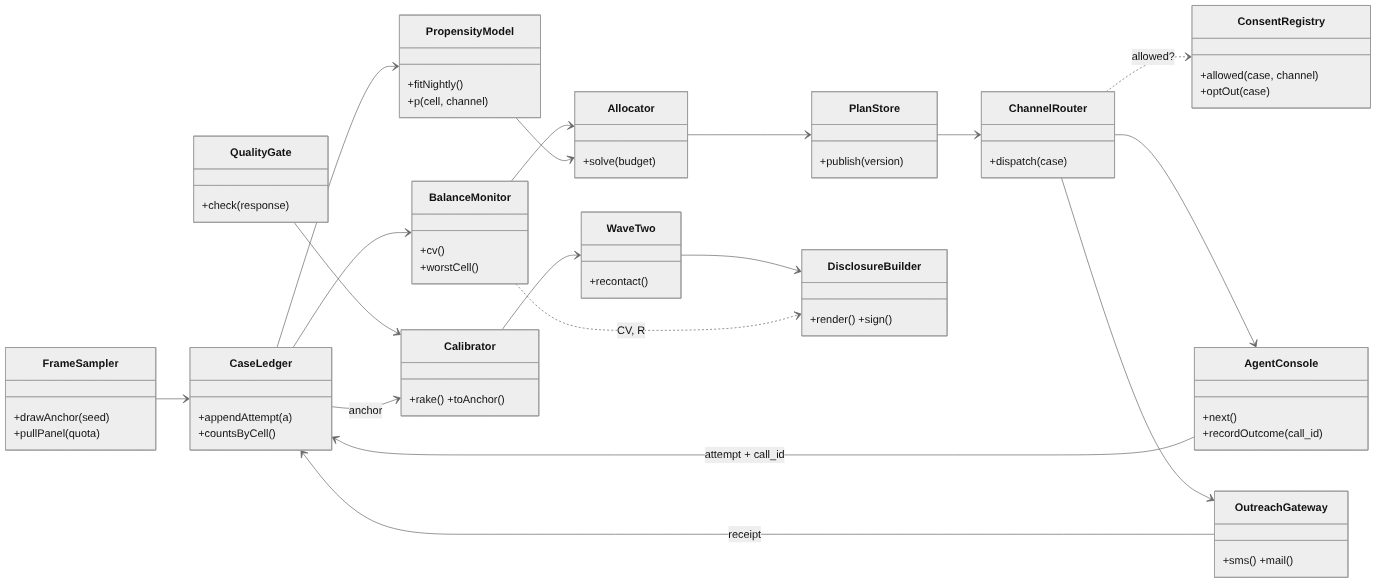 PropensityModel
+fitNightly()
+p(cell, channel)
ConsentRegistry
+allowed(case, channel)
+optOut(case)
allowed?
Allocator
+solve(budget)
PlanStore
+publish(version)
ChannelRouter
+dispatch(case)
QualityGate
+check(response)
BalanceMonitor
+cv()
+worstCell()
WaveTwo
+recontact()
DisclosureBuilder
+render() +sign()
CV, R
FrameSampler
+drawAnchor(seed)
+pullPanel(quota)
CaseLedger
+appendAttempt(a)
+countsByCell()
anchor
Calibrator
+rake() +toAnchor()
AgentConsole
+next()
+recordOutcome(call_id)
attempt + call_id
OutreachGateway
+sms() +mail()
receipt